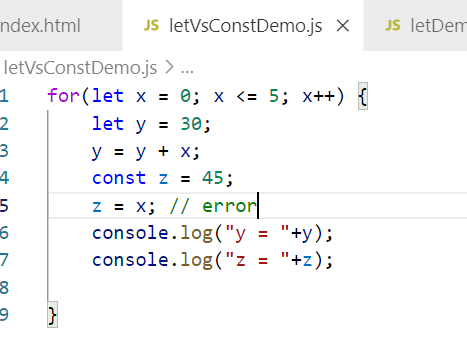 ndex.html JS letVsConstDemo.js × JS letDem
letVsConstDemo.js > ...
1 for(let x = 0; x <= 5; x++) {
2 let y = 30;
3 y = y + x;
4 const z = 45;
5 z = x; // error
6 console.log("y = "+y);
7 console.log("z = "+z);
8
9 }